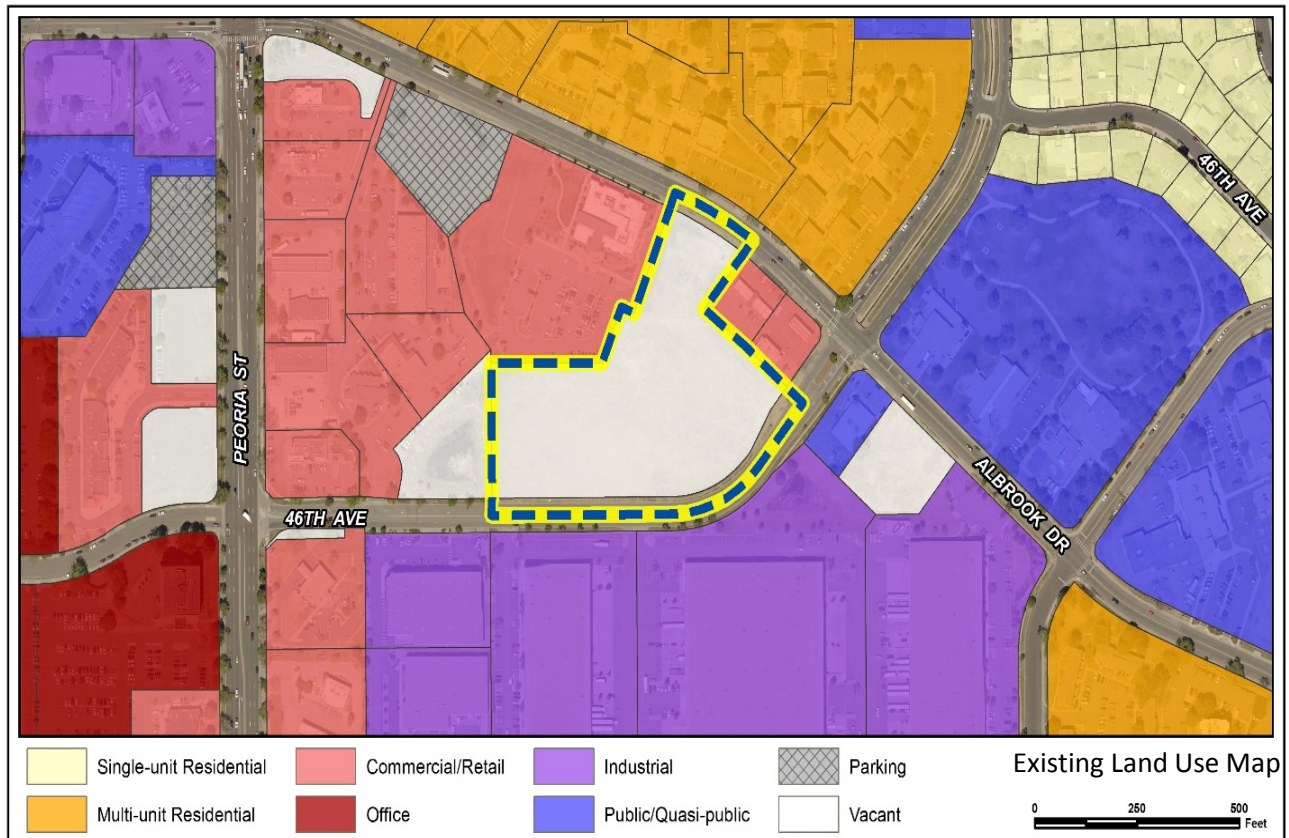 46TH AVE
PEORIA ST
46TH AVE
ALBROOK DR
Single-unit Residential
Commercial/Retail
Industrial
Parking
Existing Land Use Map
Multi-unit Residential
Office
Public/Quasi-public
Vacant
0 250 500
Feet